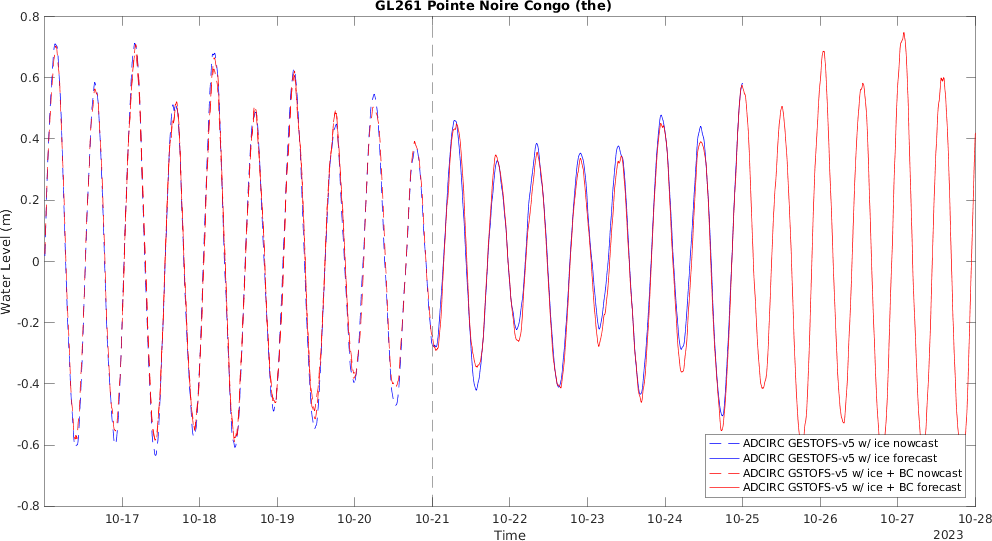 GL261 Pointe Noire Congo (the)
Water Level (m)
0.8
0.6
0.4
0.2
0
-0.2
-0.4
-0.6
-0.8
ADCIRC GESTOFS-v5 w/ ice nowcast
ADCIRC GESTOFS-v5 w/ ice forecast
ADCIRC GSTOFS-v5 w/ ice + BC nowcast
ADCIRC GSTOFS-v5 w/ ice + BC forecast
10-17 10-18 10-19 10-20 10-21 10-22 10-23 10-24 10-25 10-26 10-27 10-28
Time
2023